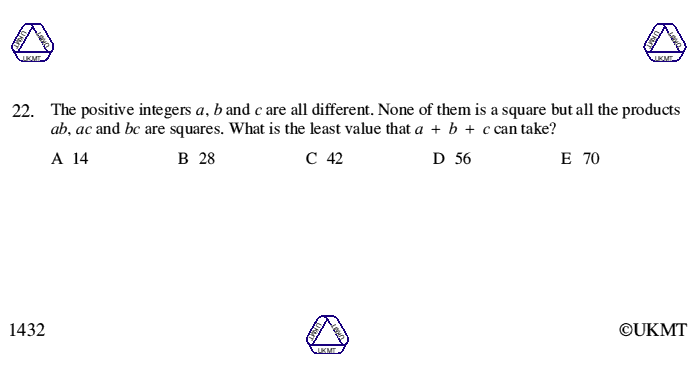 UKMT
UKMT
22. The positive integers a, b and c are all different. None of them is a square but all the products
ab, ac and bc are squares. What is the least value that a + b + c can take?
A 14 B 28 C 42 D 56 E 70
1432
UKMT
©UKMT